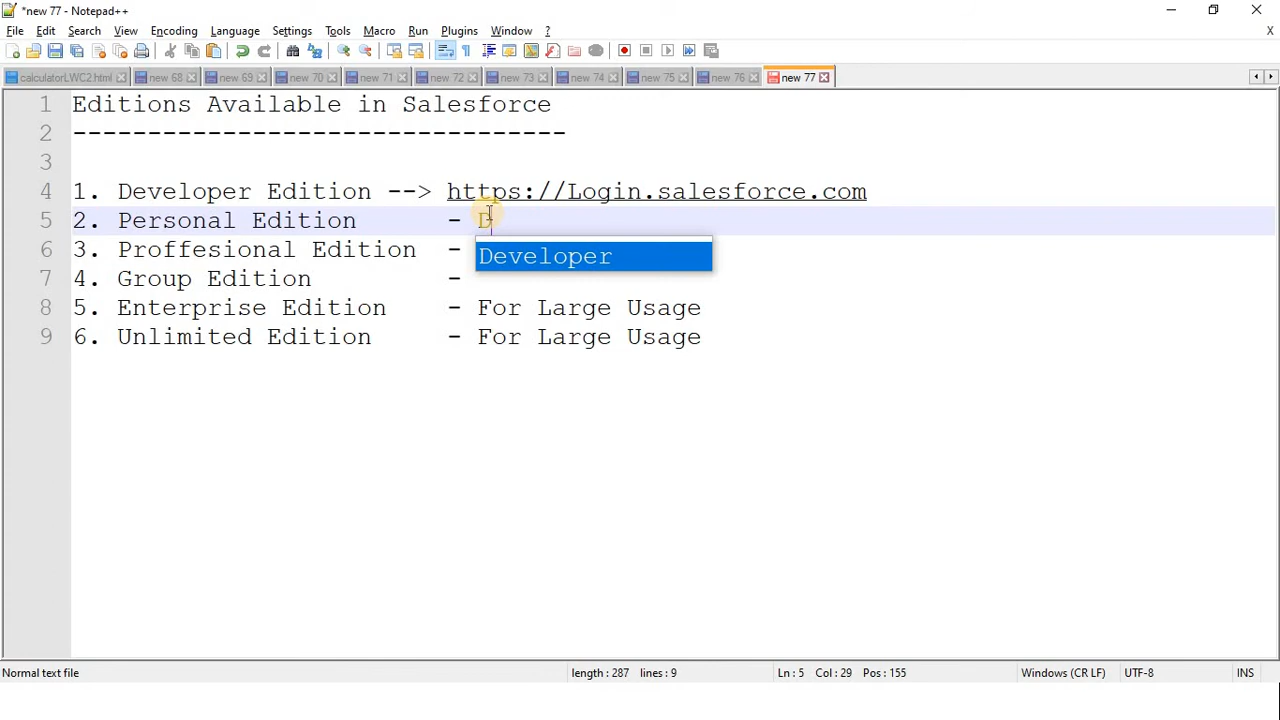 *new 77 - Notepad++
File Edit Search View Encoding Language Settings Tools Macro Run Plugins Window ? X
calculatorLWC2.html new 68 new 69 new 70 new 71 new 72 new 73 new 74 new 75 new 76 new 77
1 Editions Available in Salesforce
2 ---------------------------------
3
4 1. Developer Edition --> https://Login.salesforce.com
5 2. Personal Edition - D
Developer
6 3. Proffesional Edition -
7 4. Group Edition -
8 5. Enterprise Edition - For Large Usage
9 6. Unlimited Edition - For Large Usage
Normal text file length : 287 lines : 9 Ln : 5 Col : 29 Pos : 155 Windows (CR LF) UTF-8 INS